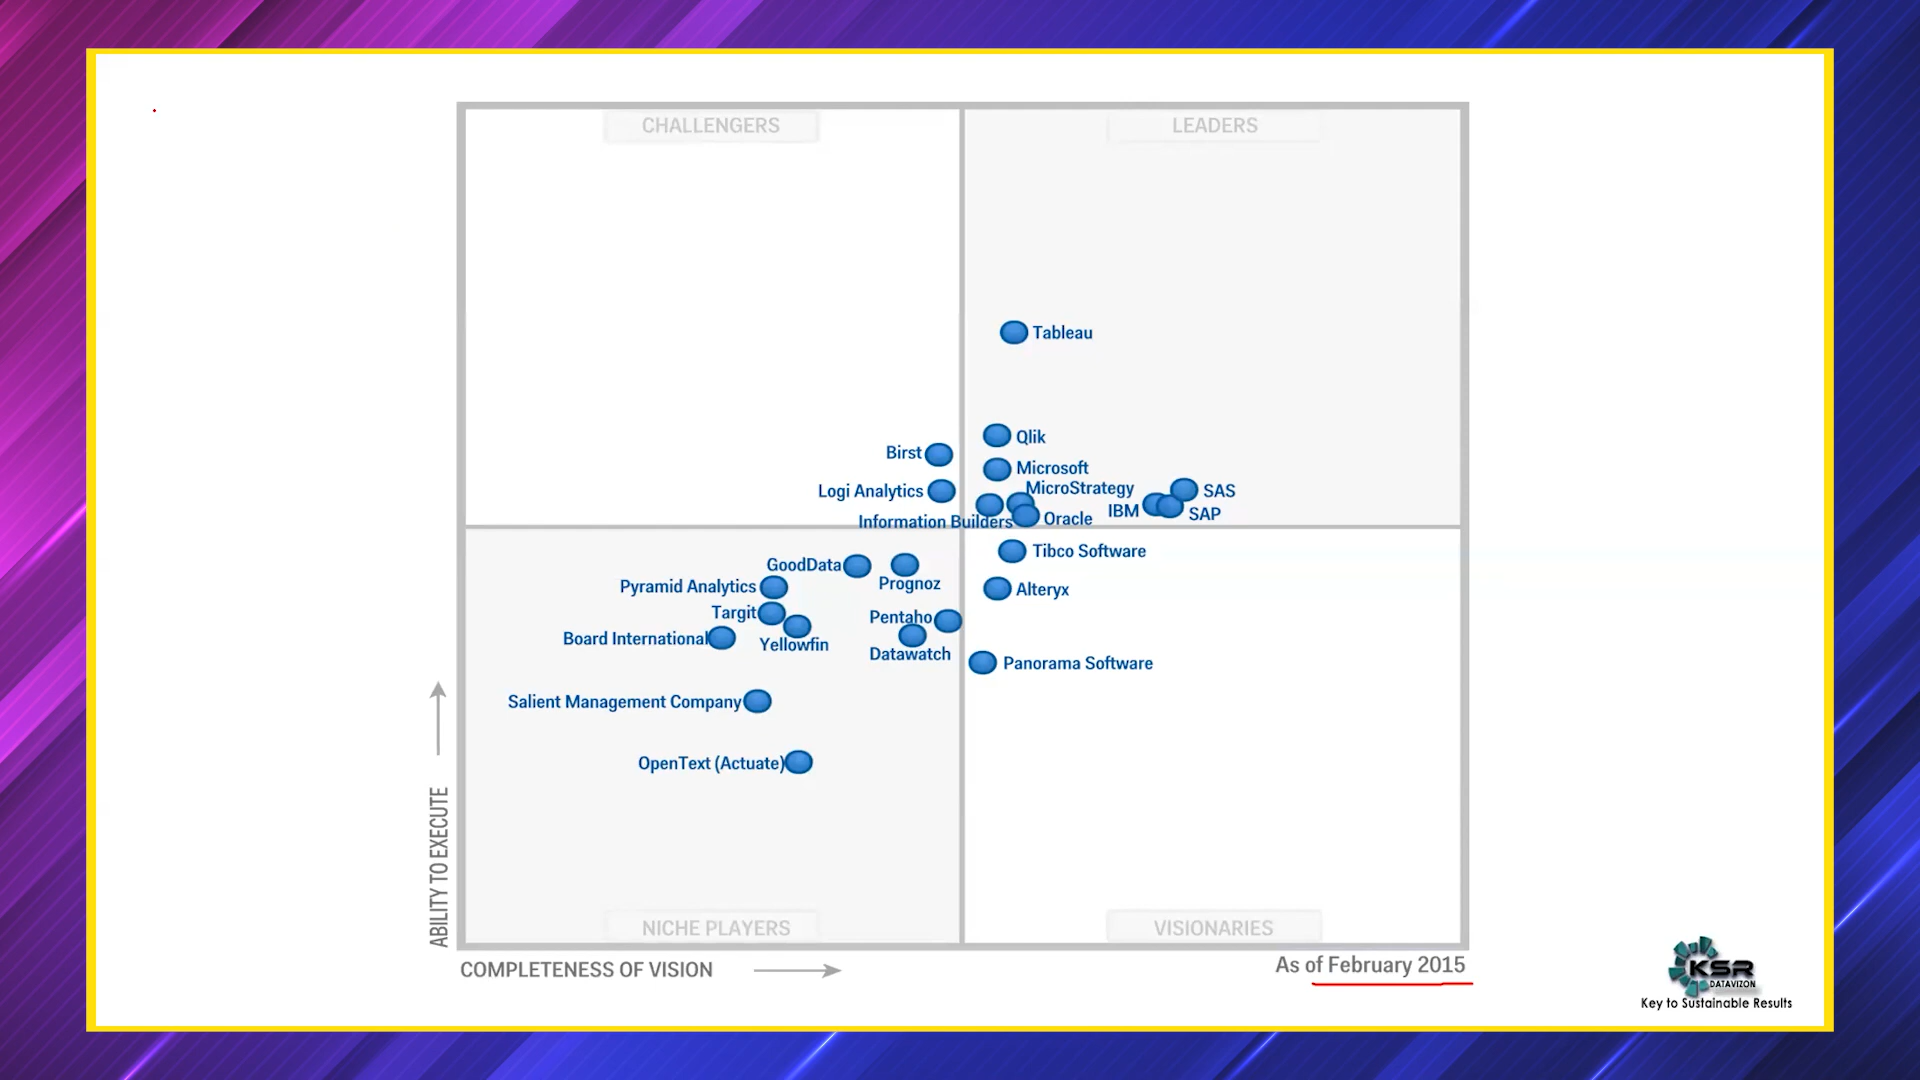 CHALLENGERS
LEADERS
Tableau
Qlik
Birst
Microsoft
MicroStrategy
Logi Analytics
SAS
IBM
SAP
Information Builders
Oracle
Tibco Software
GoodData
Prognoz
Pyramid Analytics
Alteryx
Targit
Pentaho
Board International
Yellowfin
Datawatch
Panorama Software
Salient Management Company
OpenText (Actuate)
ABILITY TO EXECUTE
NICHE PLAYERS
VISIONARIES
COMPLETENESS OF VISION
As of February 2015
KSR
DATAVIZON
Key to Sustainable Results